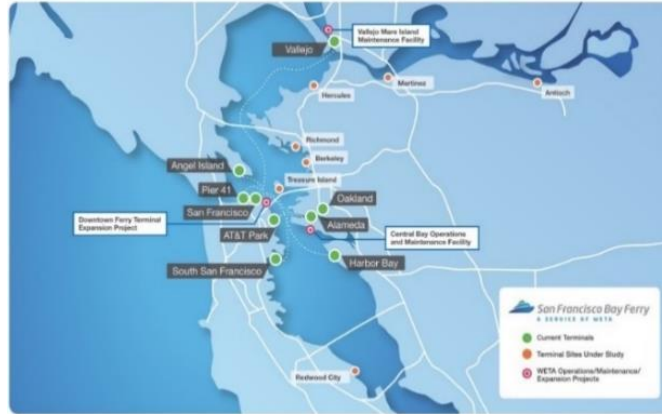 Vallejo Mare Island
Maintenance Facility
Vallejo
Martinez
Antioch
Hercules
Richmond
Berkeley
Angel Island
Treasure Island
Pier 41
Oakland
San Francisco
Alameda
Downtown Ferry Terminal
Expansion Project
AT&T Park
Central Bay Operations
and Maintenance Facility
South San Francisco
Harbor Bay
San Francisco Bay Ferry
A SERVICE OF WETA
Current Terminals
Terminal Sites Under Study
WETA Operations/Maintenance/
Expansion Projects
Redwood City